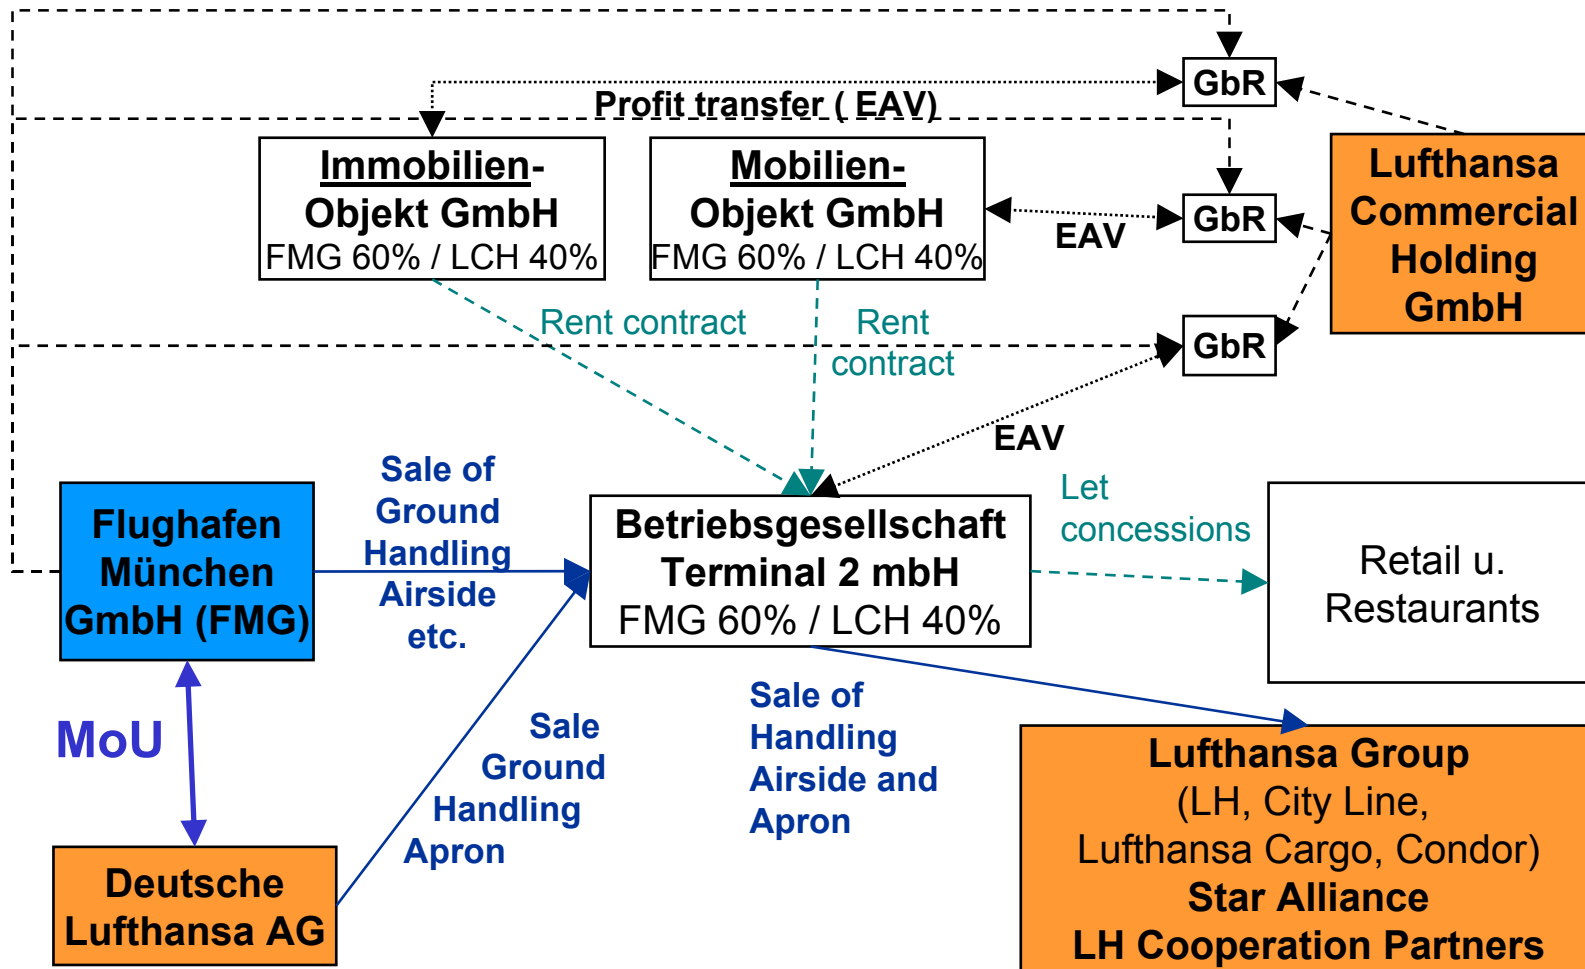 GbR
Profit transfer ( EAV)
Immobilien-
Objekt GmbH
FMG 60% / LCH 40%
Mobilien-
Objekt GmbH
FMG 60% / LCH 40%
EAV
GbR
Lufthansa
Commercial
Holding
GmbH
Rent contract
Rent
contract
GbR
EAV
Sale of
Ground
Handling
Airside
etc.
Flughafen
München
GmbH (FMG)
Betriebsgesellschaft
Terminal 2 mbH
FMG 60% / LCH 40%
Let
concessions
Retail u.
Restaurants
MoU
Sale
Ground
Handling
Apron
Sale of
Handling
Airside and
Apron
Deutsche
Lufthansa AG
Lufthansa Group
(LH, City Line,
Lufthansa Cargo, Condor)
Star Alliance
LH Cooperation Partners